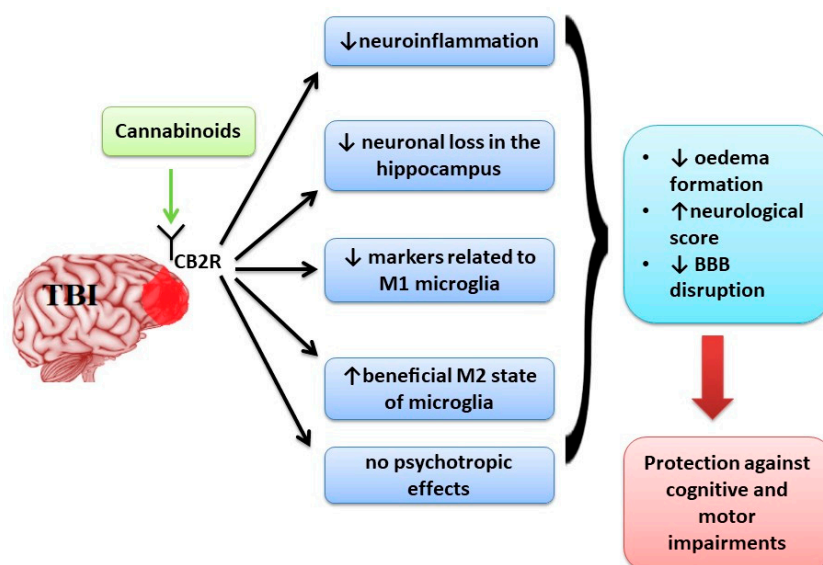 ↓neuroinflammation
Cannabinoids
↓ neuronal loss in the
hippocampus
CB2R
TBI
↓ markers related to
M1 microglia
↑beneficial M2 state
of microglia
no psychotropic
effects
• ↓ oedema
formation
• ↑neurological
score
• ↓ BBB
disruption
Protection against
cognitive and
motor
impairments